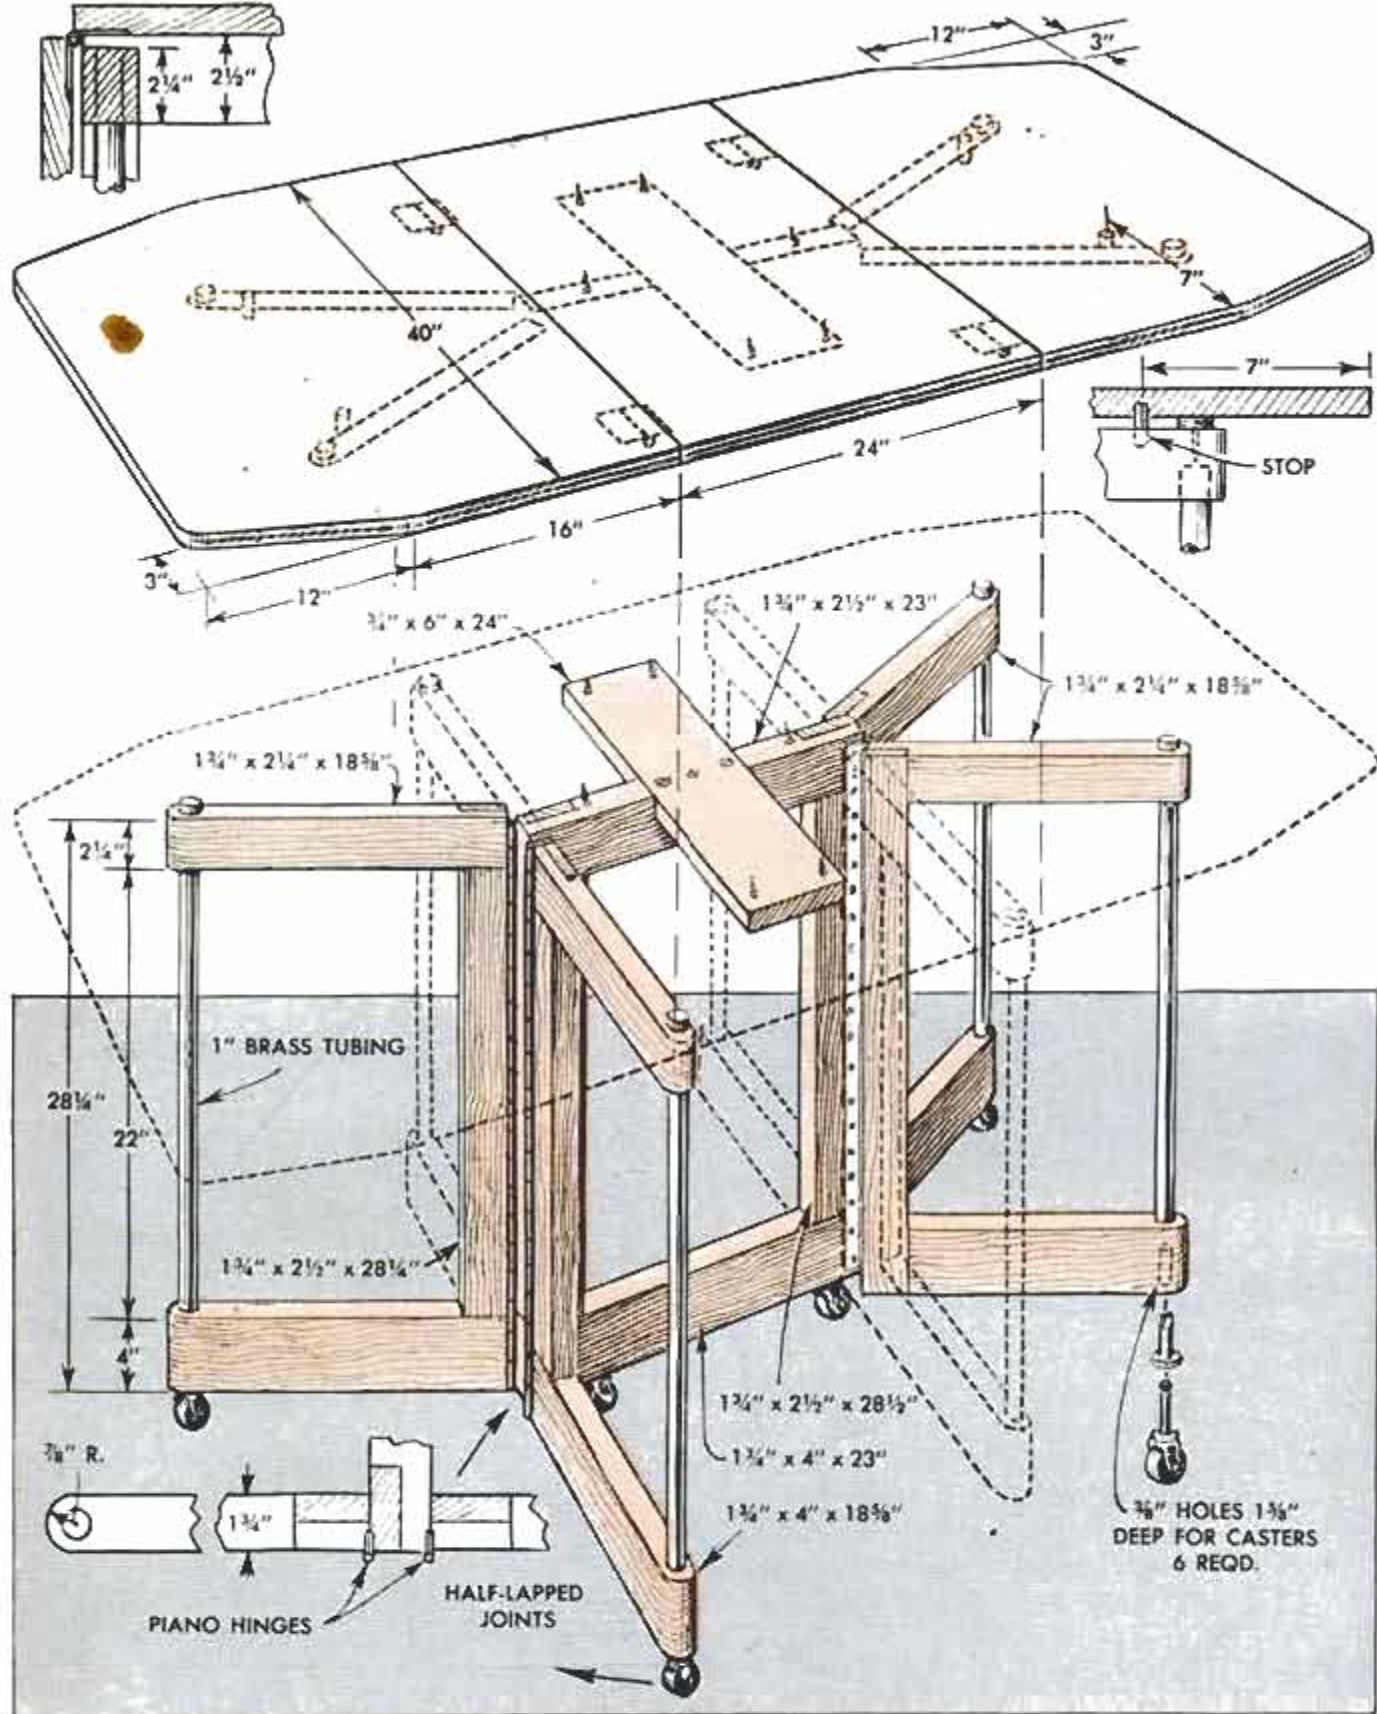 2¼"
2½"
12"
3"
40"
7"
7"
STOP
24"
16"
3"
12"
¾" x 6" x 24"
1¾" x 2½" x 23"
1¾" x 2¼" x 18⅝"
1¾" x 2¼" x 18⅝"
2¼"
1" BRASS TUBING
28¼"
22"
1¾" x 2½" x 28¼"
4"
1¾" x 2½" x 28½"
1¾" x 4" x 23"
⅞" R.
1¾"
1¾" x 4" x 18⅝"
⅜" HOLES 1⅝"
DEEP FOR CASTERS
6 REQD.
HALF-LAPPED
JOINTS
PIANO HINGES